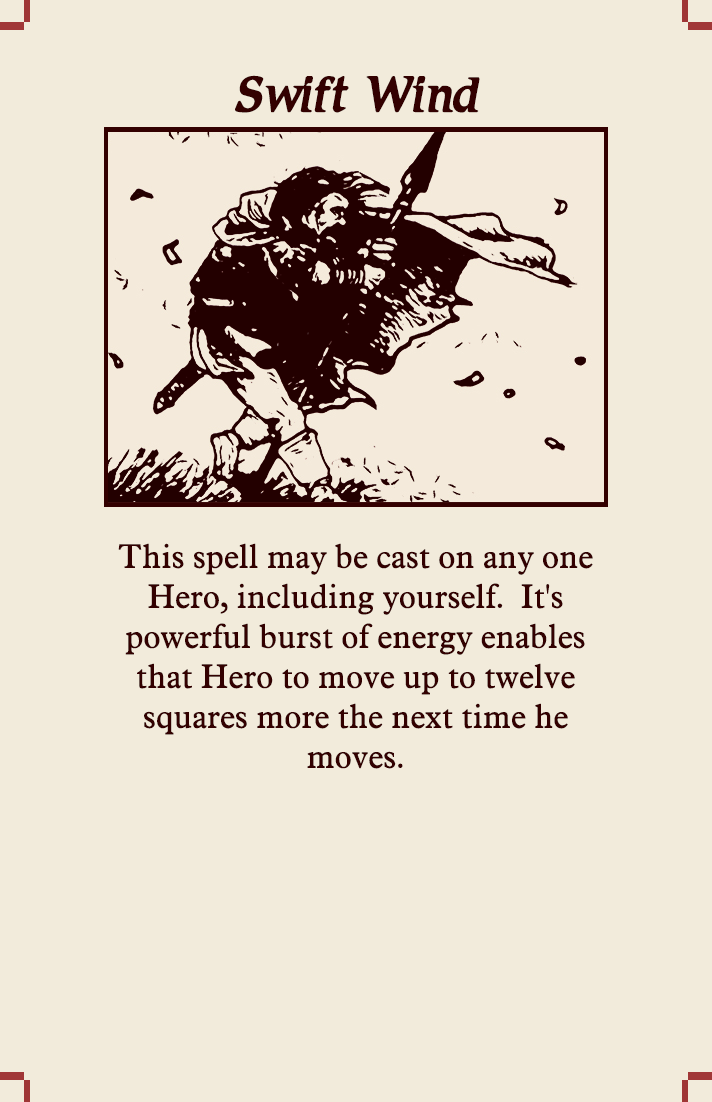 Swift Wind
This spell may be cast on any one
Hero, including yourself.  It's
powerful burst of energy enables
that Hero to move up to twelve
squares more the next time he
moves.